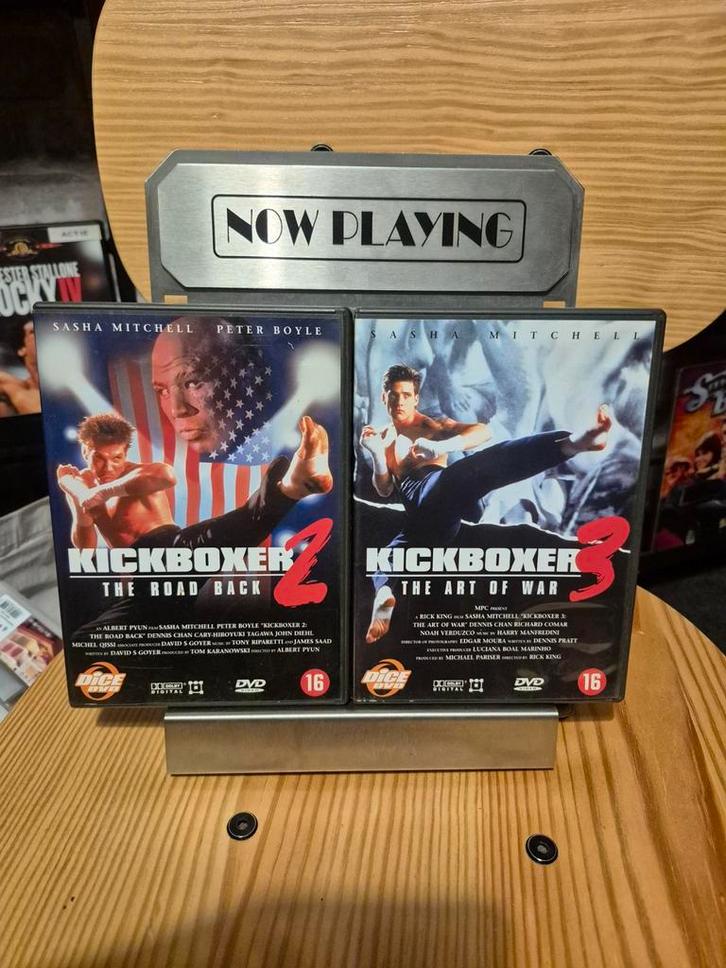 NOW PLAYING
ACTIE
ESTER STALLONE
OCKY IV
SASHA MITCHELL PETER BOYLE
KICKBOXER 2
THE ROAD BACK
AN ALBERT PYUN FILM SASHA MITCHELL PETER BOYLE "KICKBOXER 2:
THE ROAD BACK" DENNIS CHAN CARY-HIROYUKI TAGAWA JOHN DIEHL
MICHEL QISSI ASSOCIATE PRODUCER DAVID S GOYER MUSIC BY TONY RIPARETTI AND JAMES SAAD
WRITTEN BY DAVID S GOYER PRODUCED BY TOM KARANOWSKI DIRECTED BY ALBERT PYUN
DiCE
DVD
DOLBY
DIGITAL
DVD
VIDEO
16
SASHA MITCHELL
KICKBOXER 3
THE ART OF WAR
MPC PRESENT
A RICK KING FILM SASHA MITCHELL "KICKBOXER 3:
THE ART OF WAR" DENNIS CHAN RICHARD COMAR
NOAH VERDUZCO MUSIC BY HARRY MANFREDINI
DIRECTOR OF PHOTOGRAPHY EDGAR MOURA WRITTEN BY DENNIS PRATT
EXECUTIVE PRODUCER LUCIANA BOAL MARINHO
PRODUCED BY MICHAEL PARISER DIRECTED BY RICK KING
DiCE
DVD
DOLBY
DIGITAL
DVD
VIDEO
16